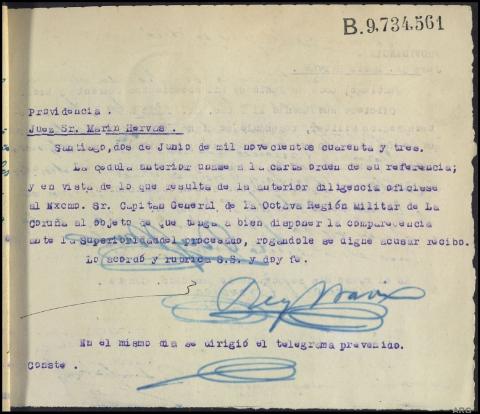 B.9.734.561
Providencia.
Juez Sr. Marin Hervas.
Santiago, dos de Junio de mil novecientos cuarenta y tres.
La cedula anterior unase a la carta orden de su referencia;
y en vista de lo que resulta de la anterior diligencia oficiese
al Excmo. Sr. Capitan General de la Octava Región Militar de La
Coruña al objeto de que tenga a bien disponer la comparecencia
ante la Superioridad del procesado, rogandole se digne acusar recibo.
Lo acordó y rubrica S.S. y doy fe.
En el mismo dia se dirigió el telegrama prevenido.
Conste.
ARG